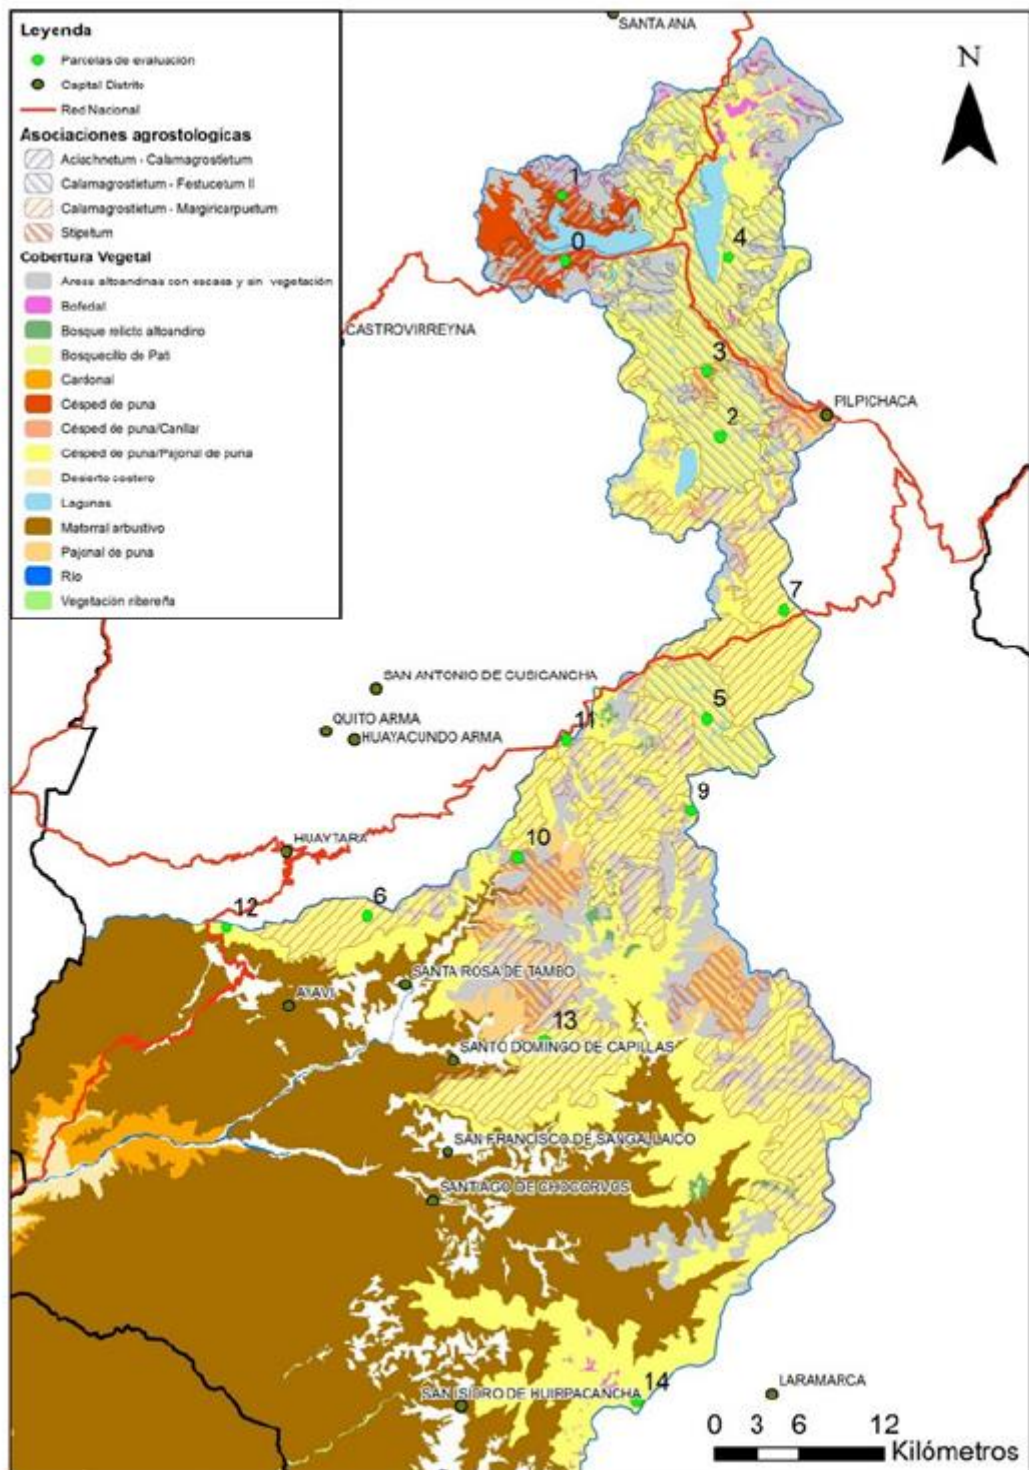 Leyenda
Parcelas de evaluación
Capital Distrito
Red Nacional
Asociaciones agrostologicas
Aciachnetum - Calamagrostietum
Calamagrostietum - Festucetum II
Calamagrostietum - Margiricarpuetum
Stipetum
Cobertura Vegetal
Areas altoandinas con escasa y sin vegetación
Bofedal
Bosque relicto altoandino
Bosquecillo de Pati
Cardonal
Césped de puna
Césped de puna/Canllar
Césped de puna/Pajonal de puna
Desierto costero
Lagunas
Matorral arbustivo
Pajonal de puna
Río
Vegetación ribereña
SANTA ANA
N
1
0
4
CASTROVIRREYNA
3
PILPICHACA
2
7
SAN ANTONIO DE CUSICANCHA
5
QUITO ARMA
11
HUAYACUNDO ARMA
9
HUAYTARA
10
6
12
SANTA ROSA DE TAMBO
AYAVI
13
SANTO DOMINGO DE CAPILLAS
SAN FRANCISCO DE SANGALLAICO
SANTIAGO DE CHOCORVOS
LARAMARCA
14
SAN ISIDRO DE HUIRPACANCHA
0 3 6 12
Kilómetros